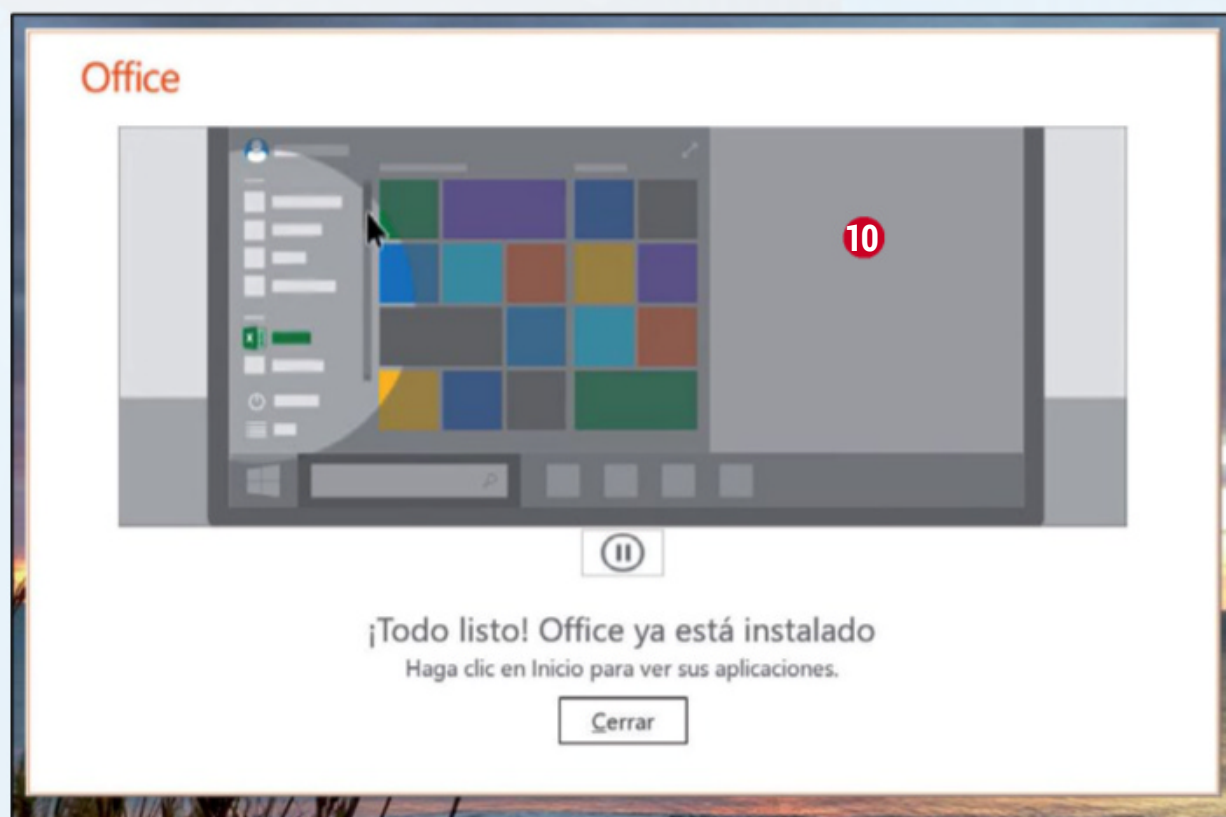 Office
10
¡Todo listo! Office ya está instalado
Haga clic en Inicio para ver sus aplicaciones.
Cerrar